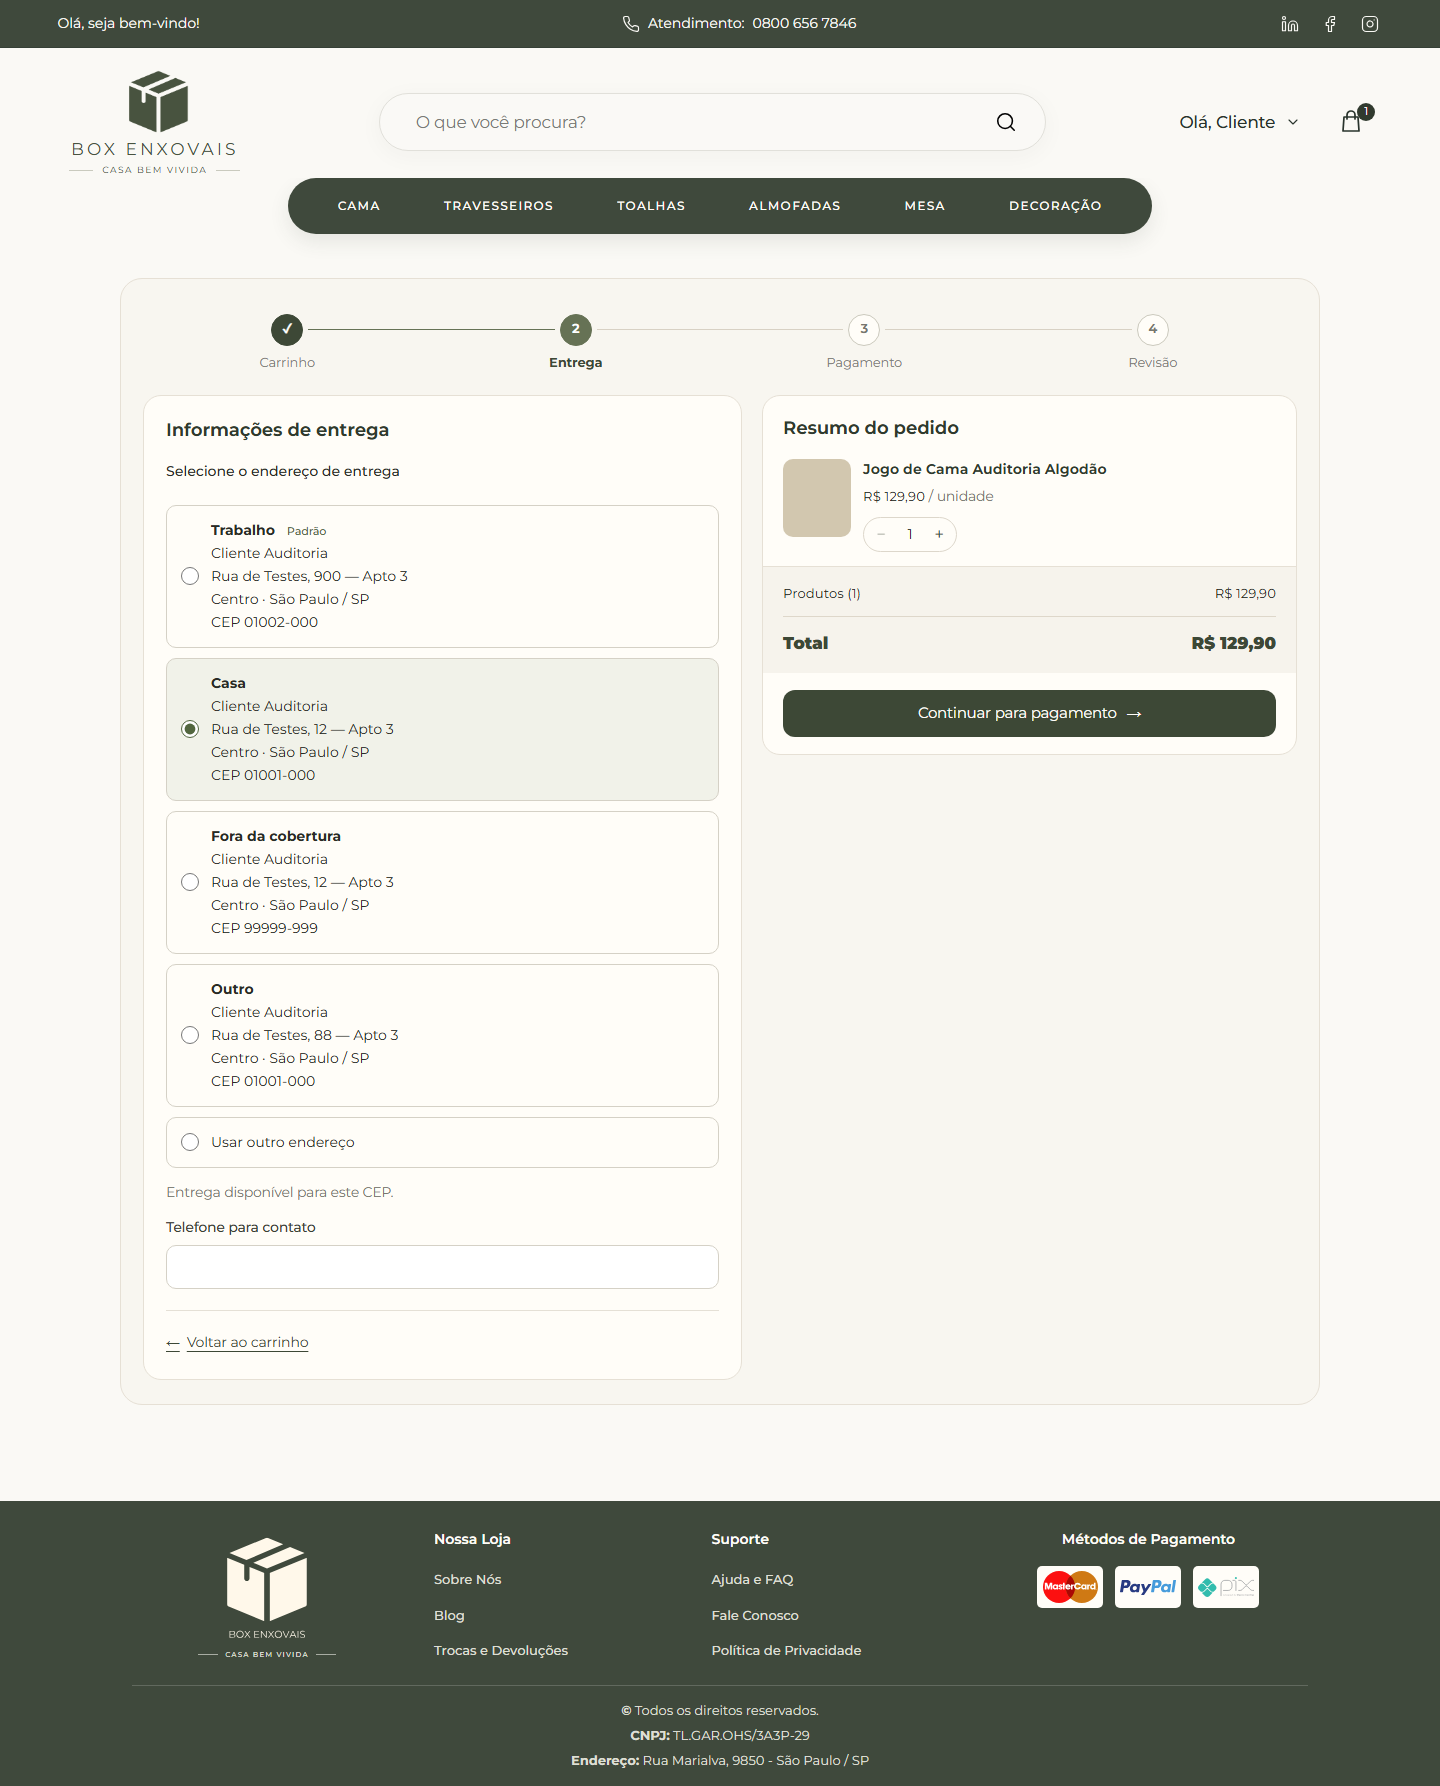 Olá, seja bem-vindo!
Atendimento: 0800 656 7846
BOX ENXOVAIS
CASA BEM VIVIDA
O que você procura?
Olá, Cliente
1
CAMA TRAVESSEIROS TOALHAS ALMOFADAS MESA DECORAÇÃO
✓ 2 3 4
Carrinho Entrega Pagamento Revisão
Informações de entrega
Selecione o endereço de entrega
Trabalho Padrão
Cliente Auditoria
Rua de Testes, 900 — Apto 3
Centro · São Paulo / SP
CEP 01002-000
Casa
Cliente Auditoria
Rua de Testes, 12 — Apto 3
Centro · São Paulo / SP
CEP 01001-000
Fora da cobertura
Cliente Auditoria
Rua de Testes, 12 — Apto 3
Centro · São Paulo / SP
CEP 99999-999
Outro
Cliente Auditoria
Rua de Testes, 88 — Apto 3
Centro · São Paulo / SP
CEP 01001-000
Usar outro endereço
Entrega disponível para este CEP.
Telefone para contato
← Voltar ao carrinho
Resumo do pedido
Jogo de Cama Auditoria Algodão
R$ 129,90 / unidade
− 1 +
Produtos (1) R$ 129,90
Total R$ 129,90
Continuar para pagamento →
BOX ENXOVAIS
CASA BEM VIVIDA
Nossa Loja
Sobre Nós
Blog
Trocas e Devoluções
Suporte
Ajuda e FAQ
Fale Conosco
Política de Privacidade
Métodos de Pagamento
MasterCard PayPal pix
© Todos os direitos reservados.
CNPJ: TL.GAR.OHS/3A3P-29
Endereço: Rua Marialva, 9850 - São Paulo / SP